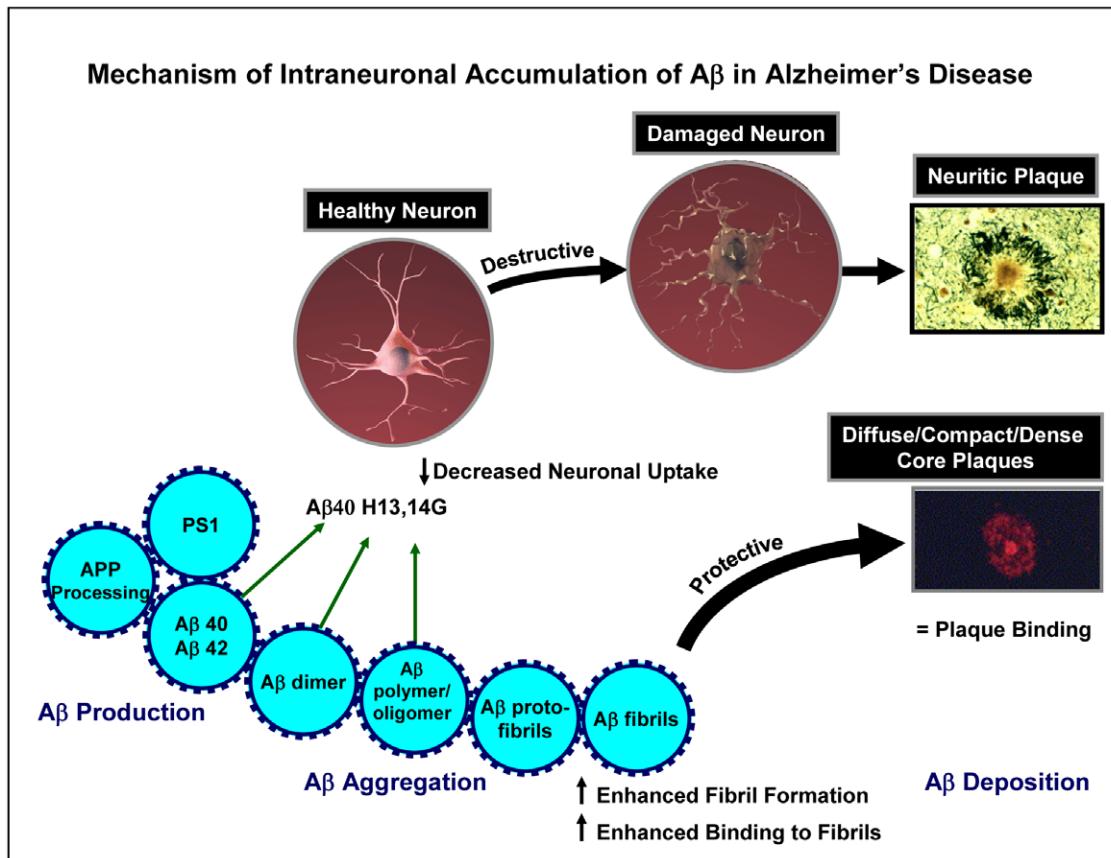 Mechanism of Intraneuronal Accumulation of Aβ in Alzheimer's Disease
Damaged Neuron
Neuritic Plaque
Healthy Neuron
Destructive
Diffuse/Compact/Dense
Core Plaques
Decreased Neuronal Uptake
Aβ40 H13,14G
PS1
APP
Processing
Protective
Aβ 40
Aβ 42
= Plaque Binding
Aβ dimer
Aβ
polymer/
oligomer
Aβ proto-
fibrils
Aβ fibrils
Aβ Production
Aβ Aggregation
Aβ Deposition
Enhanced Fibril Formation
Enhanced Binding to Fibrils